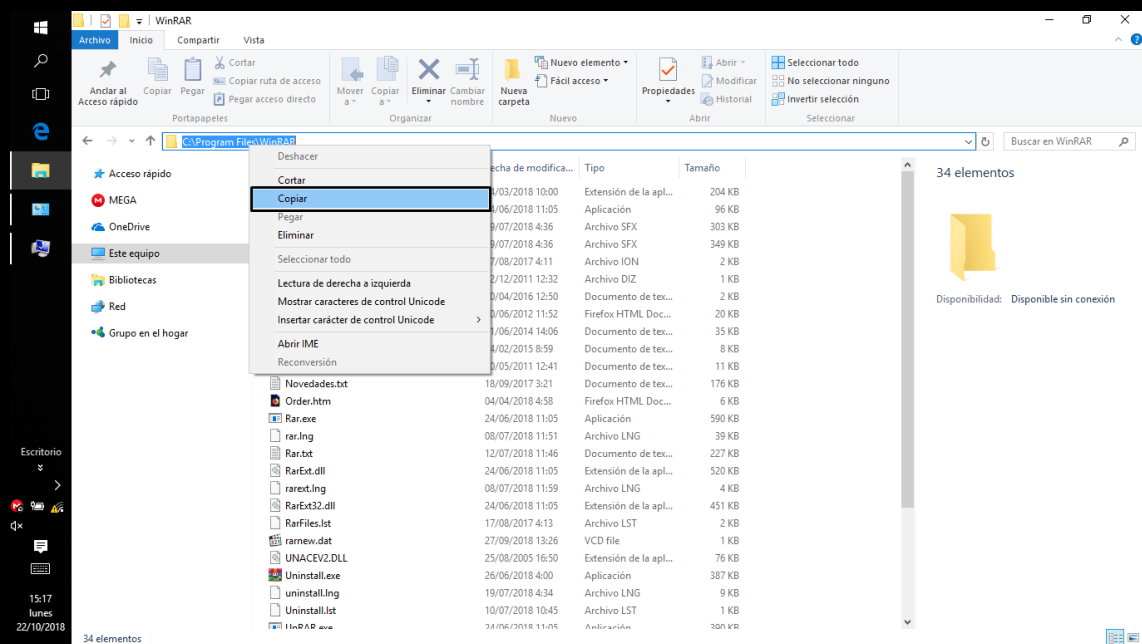 WinRAR
Archivo Inicio Compartir Vista
Anclar al Acceso rápido
Copiar
Pegar
Cortar
Copiar ruta de acceso
Pegar acceso directo
Portapapeles
Mover a
Copiar a
Eliminar
Cambiar nombre
Organizar
Nueva carpeta
Nuevo elemento
Fácil acceso
Nuevo
Propiedades
Abrir
Modificar
Historial
Abrir
Seleccionar todo
No seleccionar ninguno
Invertir selección
Seleccionar
C:\Program Files\WinRAR
Buscar en WinRAR
Acceso rápido
MEGA
OneDrive
Este equipo
Bibliotecas
Red
Grupo en el hogar
Deshacer
Cortar
Copiar
Pegar
Eliminar
Seleccionar todo
Lectura de derecha a izquierda
Mostrar caracteres de control Unicode
Insertar carácter de control Unicode
Abrir IME
Reconversión
echa de modifica... Tipo Tamaño
/03/2018 10:00 Extensión de la apl... 204 KB
/06/2018 11:05 Aplicación 96 KB
9/07/2018 4:36 Archivo SFX 303 KB
9/07/2018 4:36 Archivo SFX 349 KB
/08/2017 4:11 Archivo ION 2 KB
/12/2011 12:32 Archivo DIZ 1 KB
0/04/2016 12:50 Documento de tex... 2 KB
0/06/2012 11:52 Firefox HTML Doc... 20 KB
/06/2014 14:06 Documento de tex... 35 KB
/02/2015 8:59 Documento de tex... 8 KB
0/05/2011 12:41 Documento de tex... 11 KB
Novedades.txt 18/09/2017 3:21 Documento de tex... 176 KB
Order.htm 04/04/2018 4:58 Firefox HTML Doc... 6 KB
Rar.exe 24/06/2018 11:05 Aplicación 590 KB
rar.lng 08/07/2018 11:51 Archivo LNG 39 KB
Rar.txt 12/07/2018 11:46 Documento de tex... 227 KB
RarExt.dll 24/06/2018 11:05 Extensión de la apl... 520 KB
rarext.lng 08/07/2018 11:59 Archivo LNG 4 KB
RarExt32.dll 24/06/2018 11:05 Extensión de la apl... 451 KB
RarFiles.lst 17/08/2017 4:13 Archivo LST 2 KB
rarnew.dat 27/09/2018 13:26 VCD file 1 KB
UNACEV2.DLL 25/08/2005 16:50 Extensión de la apl... 76 KB
Uninstall.exe 26/06/2018 4:00 Aplicación 387 KB
uninstall.lng 19/07/2018 4:34 Archivo LNG 9 KB
Uninstall.lst 10/07/2018 10:45 Archivo LST 1 KB
UnRAR.exe 24/06/2018 11:05 Aplicación 390 KB
34 elementos
Disponibilidad: Disponible sin conexión
Escritorio
15:17
lunes
22/10/2018
34 elementos